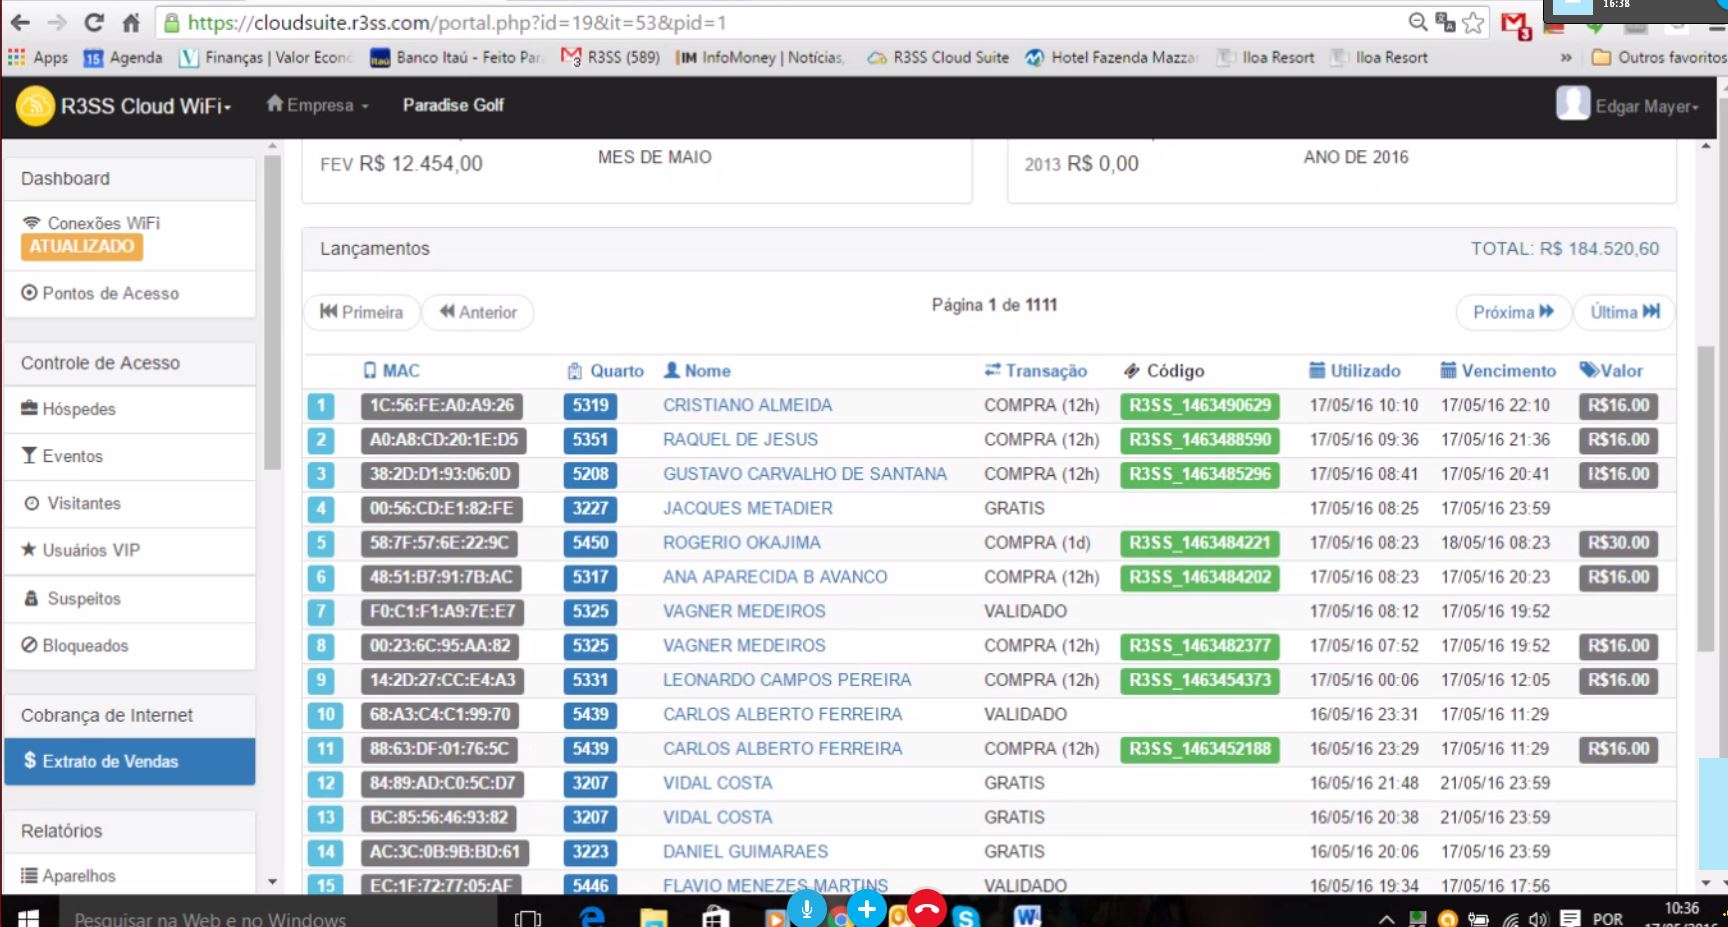 16:38
https://cloudsuite.r3ss.com/portal.php?id=19&it=53&pid=1
3
Apps 15 Agenda V Finanças | Valor Econ Itaú Banco Itaú - Feito Par 3 R3SS (589) IM InfoMoney | Notícias, R3SS Cloud Suite Hotel Fazenda Mazza Iloa Resort Iloa Resort » Outros favoritos
R3SS Cloud WiFi Empresa Paradise Golf Edgar Mayer
FEV R$ 12.454,00 MES DE MAIO 2013 R$ 0,00 ANO DE 2016
Dashboard
Conexões WiFi
ATUALIZADO
Pontos de Acesso
Controle de Acesso
Hóspedes
Eventos
Visitantes
Usuários VIP
Suspeitos
Bloqueados
Cobrança de Internet
$ Extrato de Vendas
Relatórios
Aparelhos
Lançamentos TOTAL: R$ 184.520,60
Primeira Anterior Página 1 de 1111 Próxima Última
MAC Quarto Nome Transação Código Utilizado Vencimento Valor
1 1C:56:FE:A0:A9:26 5319 CRISTIANO ALMEIDA COMPRA (12h) R3SS_1463490629 17/05/16 10:10 17/05/16 22:10 R$16.00
2 A0:A8:CD:20:1E:D5 5351 RAQUEL DE JESUS COMPRA (12h) R3SS_1463488590 17/05/16 09:36 17/05/16 21:36 R$16.00
3 38:2D:D1:93:06:0D 5208 GUSTAVO CARVALHO DE SANTANA COMPRA (12h) R3SS_1463485296 17/05/16 08:41 17/05/16 20:41 R$16.00
4 00:56:CD:E1:82:FE 3227 JACQUES METADIER GRATIS 17/05/16 08:25 17/05/16 23:59
5 58:7F:57:6E:22:9C 5450 ROGERIO OKAJIMA COMPRA (1d) R3SS_1463484221 17/05/16 08:23 18/05/16 08:23 R$30.00
6 48:51:B7:91:7B:AC 5317 ANA APARECIDA B AVANCO COMPRA (12h) R3SS_1463484202 17/05/16 08:23 17/05/16 20:23 R$16.00
7 F0:C1:F1:A9:7E:E7 5325 VAGNER MEDEIROS VALIDADO 17/05/16 08:12 17/05/16 19:52
8 00:23:6C:95:AA:82 5325 VAGNER MEDEIROS COMPRA (12h) R3SS_1463482377 17/05/16 07:52 17/05/16 19:52 R$16.00
9 14:2D:27:CC:E4:A3 5331 LEONARDO CAMPOS PEREIRA COMPRA (12h) R3SS_1463454373 17/05/16 00:06 17/05/16 12:05 R$16.00
10 68:A3:C4:C1:99:70 5439 CARLOS ALBERTO FERREIRA VALIDADO 16/05/16 23:31 17/05/16 11:29
11 88:63:DF:01:76:5C 5439 CARLOS ALBERTO FERREIRA COMPRA (12h) R3SS_1463452188 16/05/16 23:29 17/05/16 11:29 R$16.00
12 84:89:AD:C0:5C:D7 3207 VIDAL COSTA GRATIS 16/05/16 21:48 21/05/16 23:59
13 BC:85:56:46:93:82 3207 VIDAL COSTA GRATIS 16/05/16 20:38 21/05/16 23:59
14 AC:3C:0B:9B:BD:61 3223 DANIEL GUIMARAES GRATIS 16/05/16 20:06 17/05/16 23:59
15 EC:1F:72:77:05:AF 5446 FLAVIO MENEZES MARTINS VALIDADO 16/05/16 19:34 17/05/16 17:56
Pesquisar na Web e no Windows POR 10:36